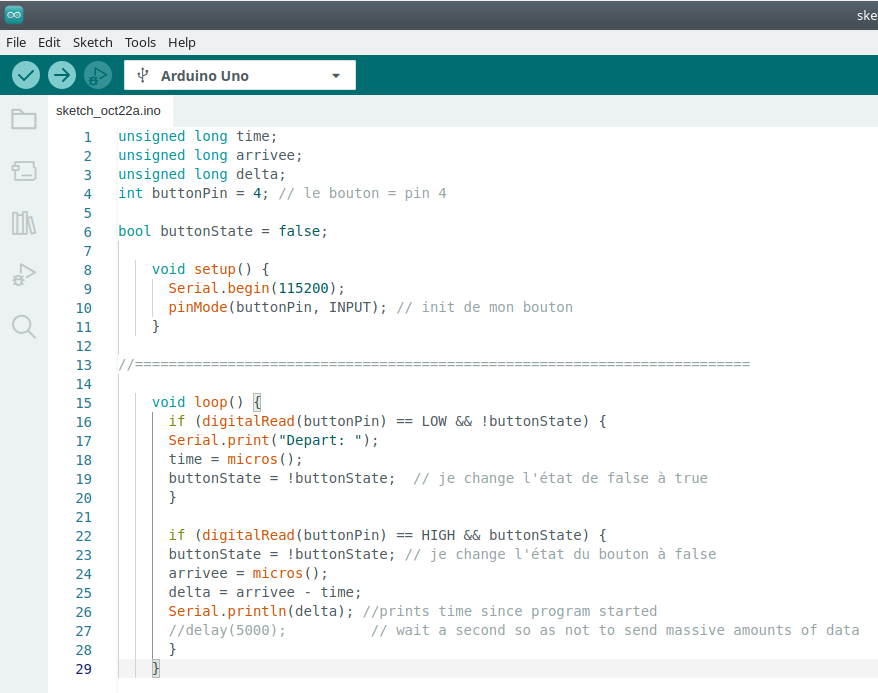 ske
File Edit Sketch Tools Help
Arduino Uno
sketch_oct22a.ino
1 unsigned long time;
2 unsigned long arrivee;
3 unsigned long delta;
4 int buttonPin = 4; // le bouton = pin 4
5
6 bool buttonState = false;
7
8 void setup() {
9 Serial.begin(115200);
10 pinMode(buttonPin, INPUT); // init de mon bouton
11 }
12
13 //=========================================================================
14
15 void loop() {
16 if (digitalRead(buttonPin) == LOW && !buttonState) {
17 Serial.print("Depart: ");
18 time = micros();
19 buttonState = !buttonState; // je change l'état de false à true
20 }
21
22 if (digitalRead(buttonPin) == HIGH && buttonState) {
23 buttonState = !buttonState; // je change l'état du bouton à false
24 arrivee = micros();
25 delta = arrivee - time;
26 Serial.println(delta); //prints time since program started
27 //delay(5000); // wait a second so as not to send massive amounts of data
28 }
29 }